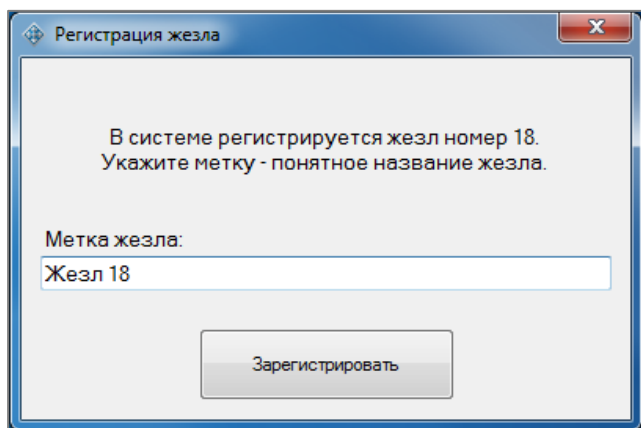 Регистрация жезла
В системе регистрируется жезл номер 18.
Укажите метку - понятное название жезла.
Метка жезла:
Жезл 18
Зарегистрировать